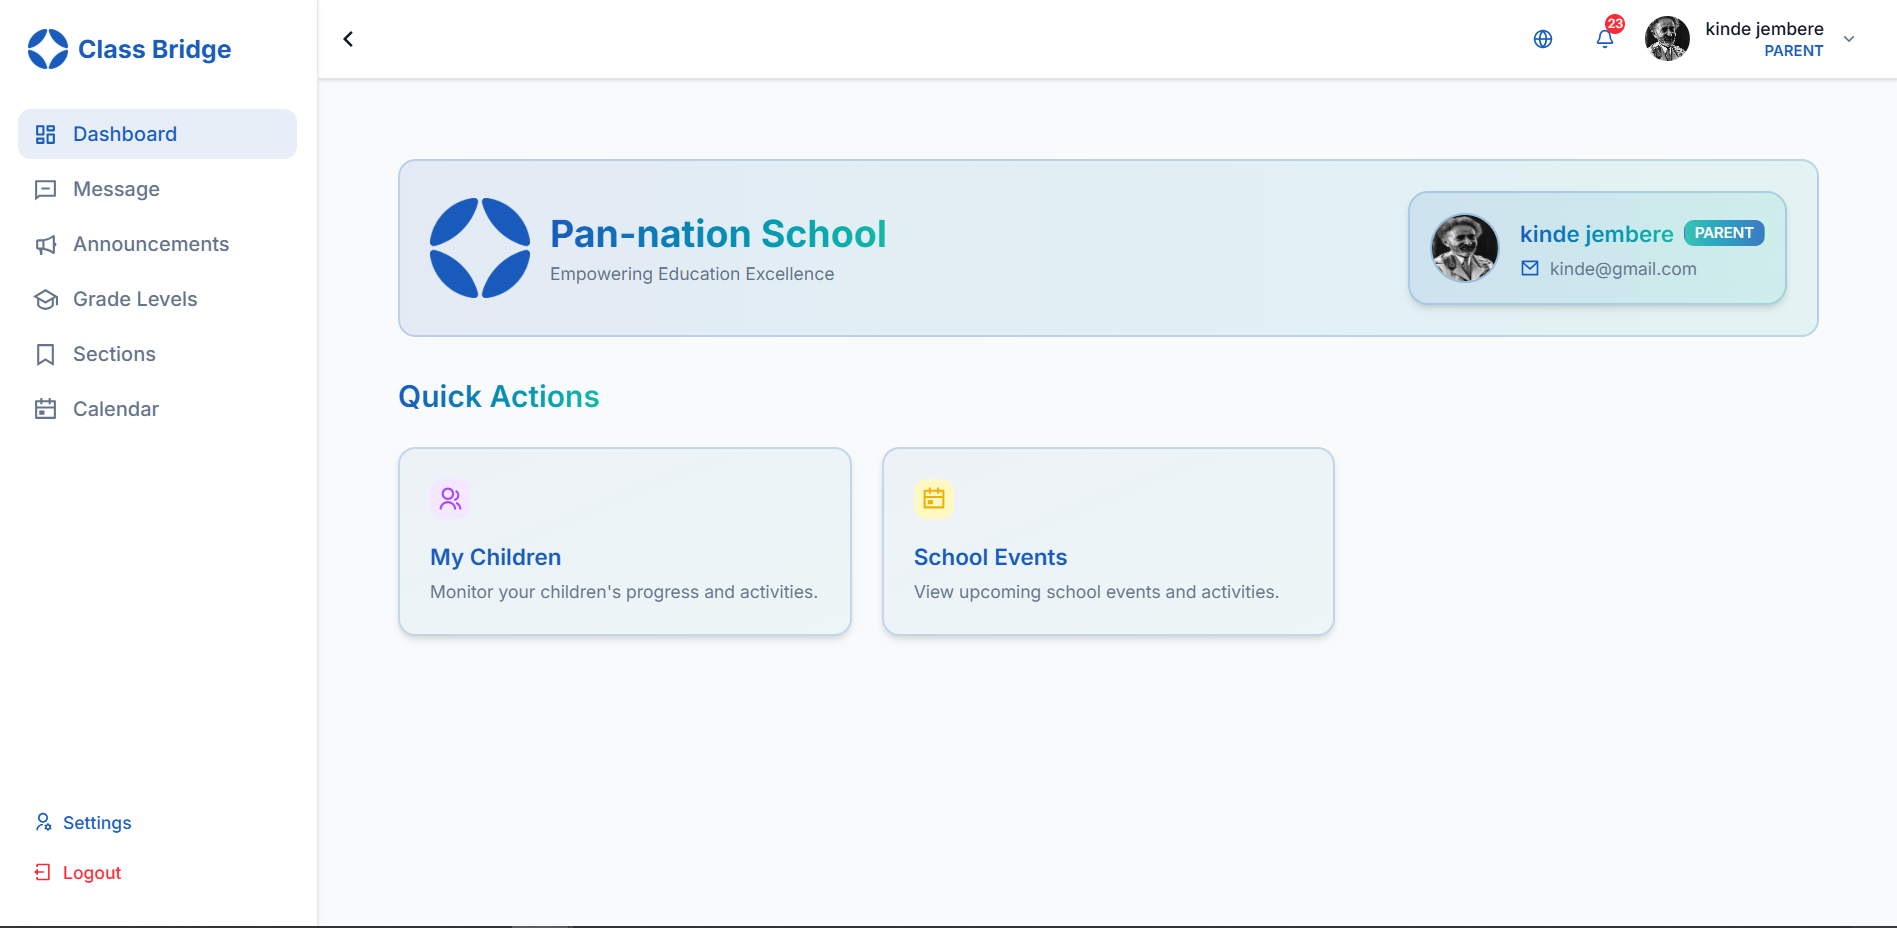 Class Bridge
Dashboard
Message
Announcements
Grade Levels
Sections
Calendar
Settings
Logout
23
kinde jembere
PARENT
Pan-nation School
Empowering Education Excellence
kinde jembere PARENT
kinde@gmail.com
Quick Actions
My Children
Monitor your children's progress and activities.
School Events
View upcoming school events and activities.